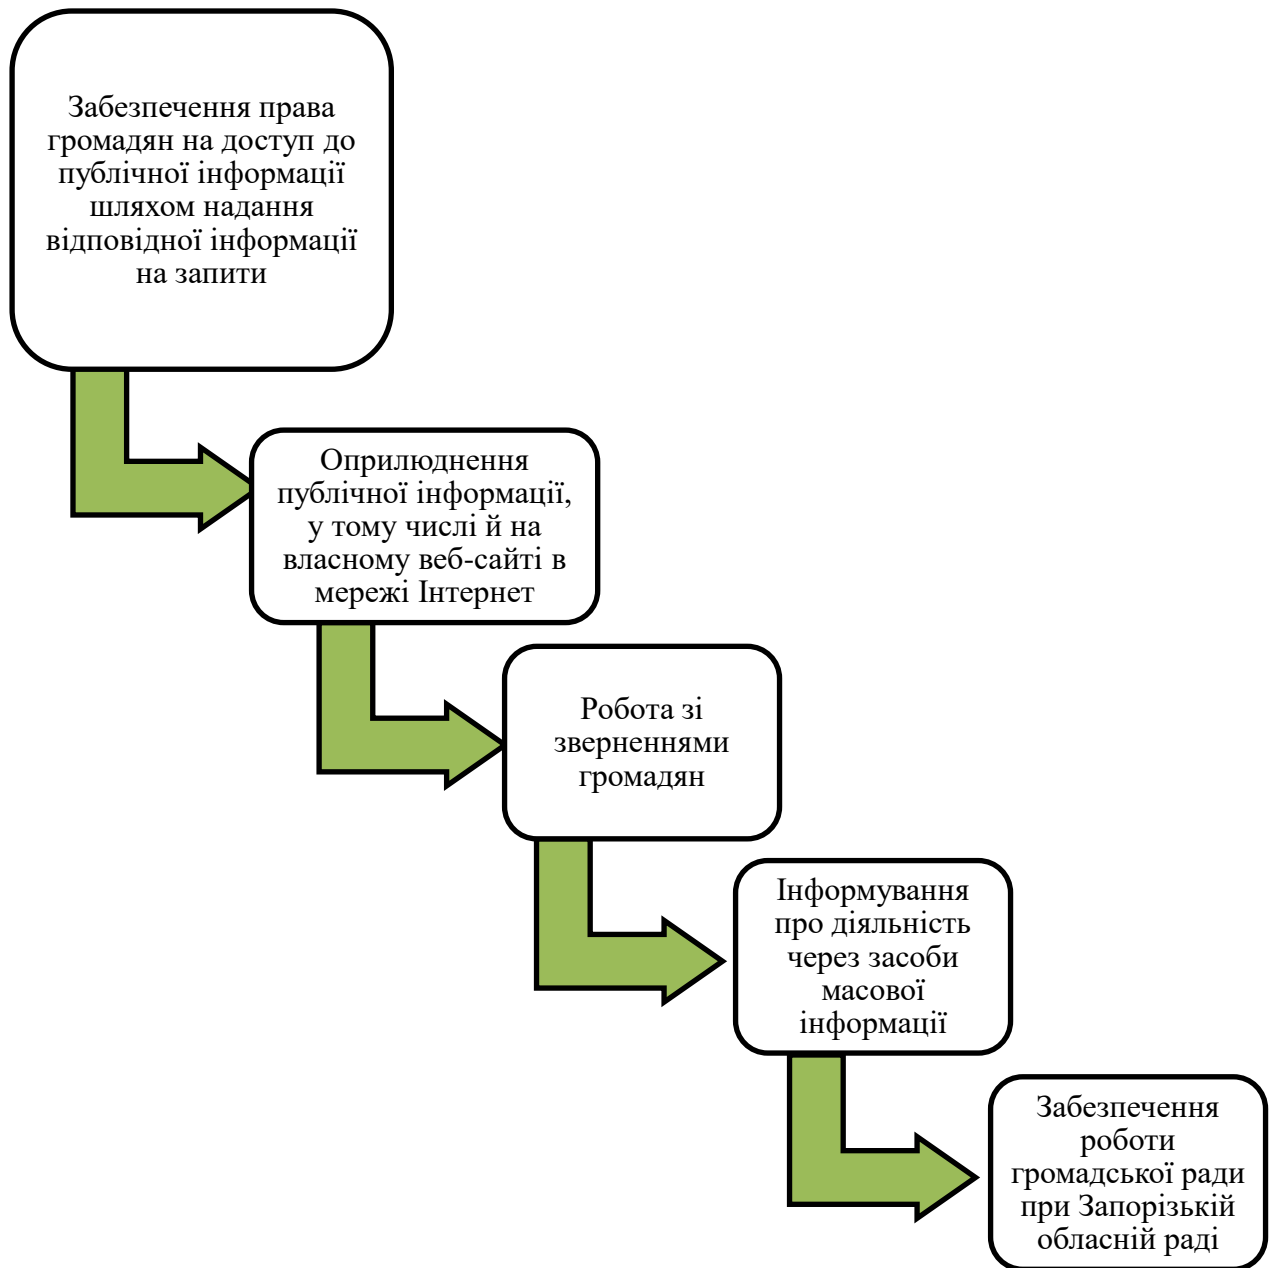 Забезпечення права
громадян на доступ до
публічної інформації
шляхом надання
відповідної інформації
на запити
Оприлюднення
публічної інформації,
у тому числі й на
власному веб-сайті в
мережі Інтернет
Робота зі
зверненнями
громадян
Інформування
про діяльність
через засоби
масової
інформації
Забезпечення
роботи
громадської ради
при Запорізькій
обласній раді